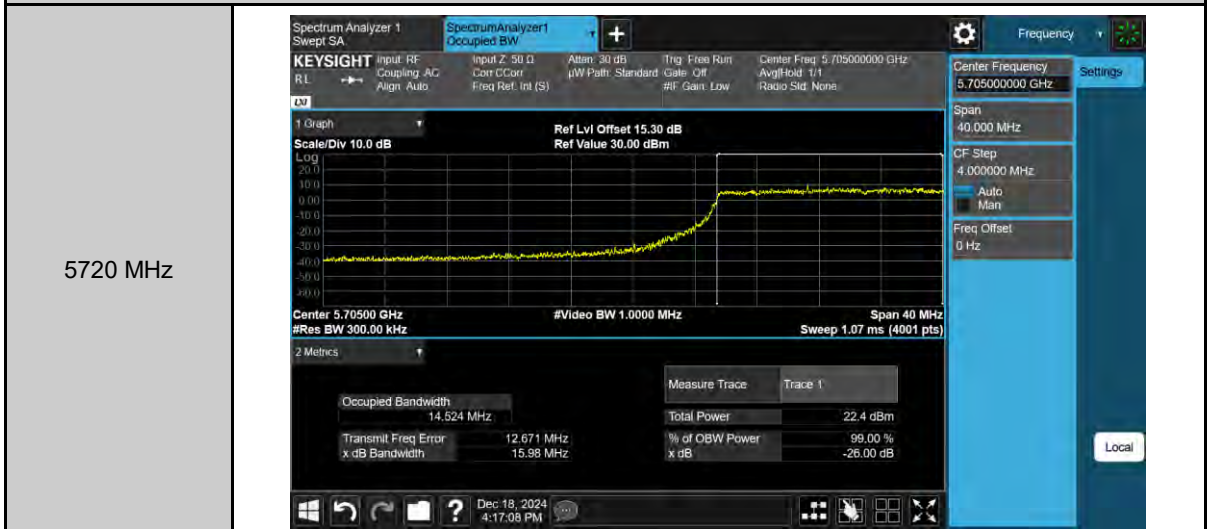 5720 MHz
Spectrum Analyzer 1
Swept SA
SpectrumAnalyzer1
Occupied BW
Frequency
KEYSIGHT
RL
Input: RF
Coupling: AC
Align: Auto
Input Z: 50 Ω
Corr CCorr
Freq Ref: Int (S)
Atten: 30 dB
µW Path: Standard
Trig: Free Run
Gate: Off
#IF Gain: Low
Center Freq: 5.705000000 GHz
Avg|Hold: 1/1
Radio Std: None
LXI
1 Graph
Scale/Div 10.0 dB
Ref Lvl Offset 15.30 dB
Ref Value 30.00 dBm
Log
20.0
10.0
0.00
-10.0
-20.0
-30.0
-40.0
-50.0
-60.0
Center 5.70500 GHz
#Res BW 300.00 kHz
#Video BW 1.0000 MHz
Span 40 MHz
Sweep 1.07 ms (4001 pts)
2 Metrics
Measure Trace Trace 1
Occupied Bandwidth
14.524 MHz
Total Power 22.4 dBm
Transmit Freq Error 12.671 MHz
% of OBW Power 99.00 %
x dB Bandwidth 15.98 MHz
x dB -26.00 dB
Center Frequency
5.705000000 GHz
Settings
Span
40.000 MHz
CF Step
4.000000 MHz
Auto
Man
Freq Offset
0 Hz
Local
?
Dec 18, 2024
4:17:08 PM